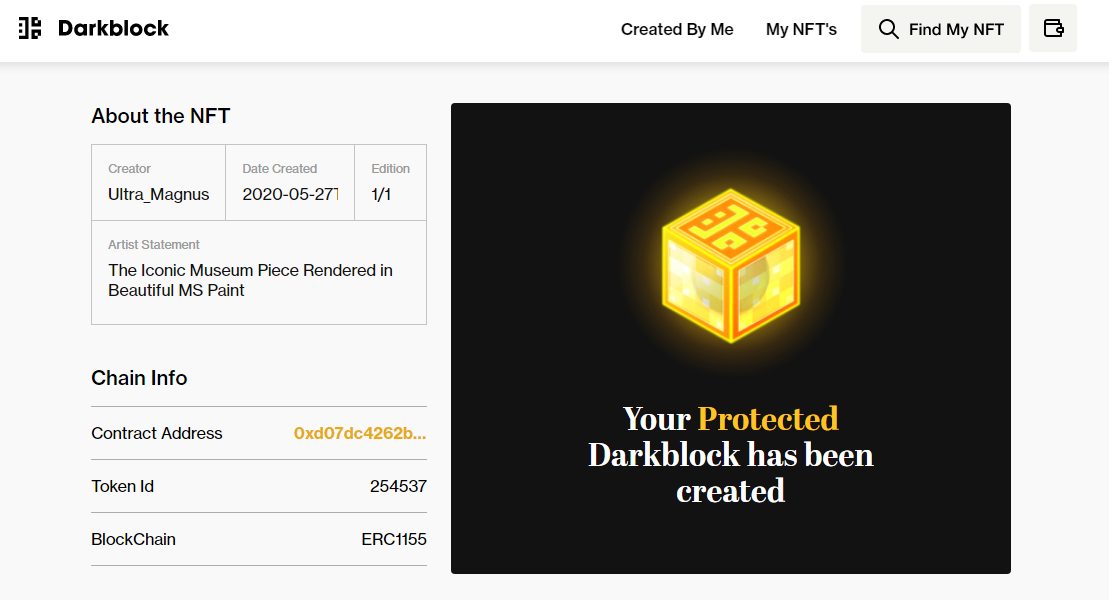 Darkblock
Created By Me
My NFT's
Find My NFT
About the NFT
Creator
Ultra_Magnus
Date Created
2020-05-27T
Edition
1/1
Artist Statement
The Iconic Museum Piece Rendered in
Beautiful MS Paint
Chain Info
Contract Address
0xd07dc4262b...
Token Id
254537
BlockChain
ERC1155
Your Protected
Darkblock has been
created